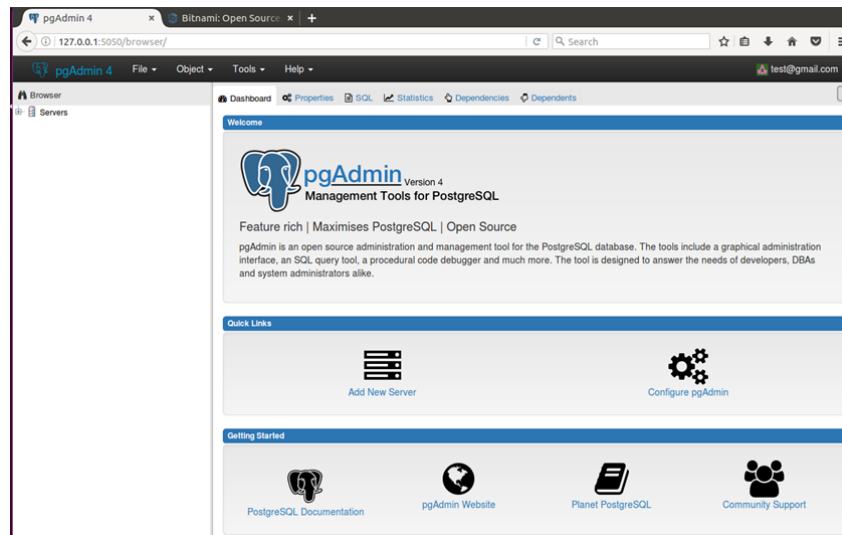 pgAdmin 4 × Bitnami: Open Source × +
127.0.0.1:5050/browser/ Search
pgAdmin 4 File Object Tools Help test@gmail.com
Browser
Servers
Dashboard Properties SQL Statistics Dependencies Dependents
Welcome
pgAdmin Version 4
Management Tools for PostgreSQL
Feature rich | Maximises PostgreSQL | Open Source
pgAdmin is an open source administration and management tool for the PostgreSQL database. The tools include a graphical administration
interface, an SQL query tool, a procedural code debugger and much more. The tool is designed to answer the needs of developers, DBAs
and system administrators alike.
Quick Links
Add New Server Configure pgAdmin
Getting Started
PostgreSQL Documentation pgAdmin Website Planet PostgreSQL Community Support